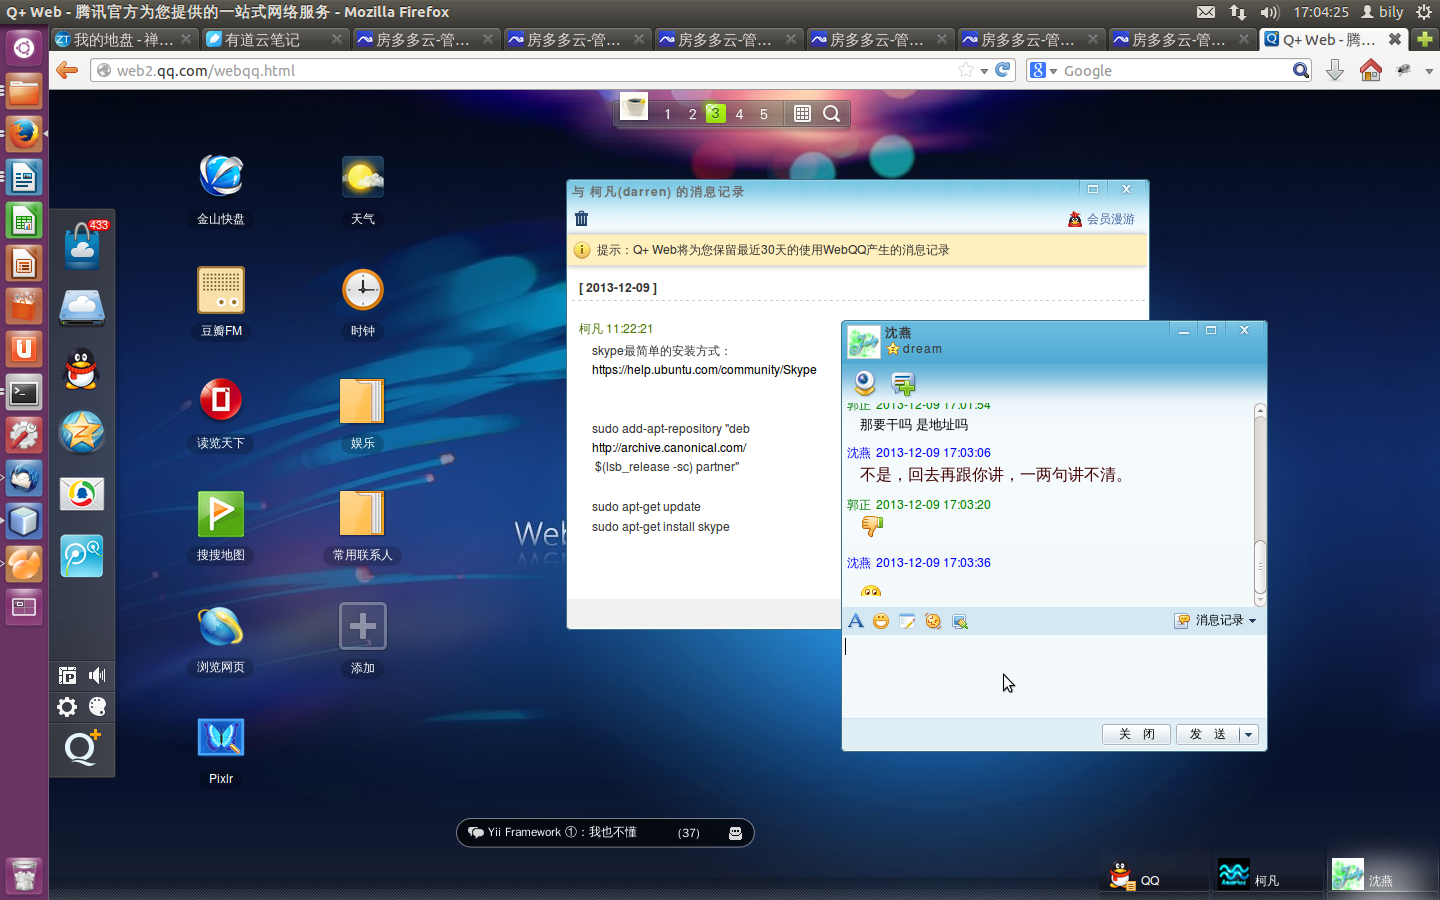 Q+ Web - 腾讯官方为您提供的一站式网络服务 - Mozilla Firefox
17:04:25
bily
我的地盘 - 禅...
有道云笔记
房多多云-管...
房多多云-管...
房多多云-管...
房多多云-管...
房多多云-管...
房多多云-管...
Q+ Web - 腾...
web2.qq.com/webqq.html
Google
1 2 3 4 5
433
金山快盘
天气
豆瓣FM
时钟
读览天下
娱乐
搜搜地图
常用联系人
浏览网页
添加
Pixlr
Web
与 柯凡(darren) 的消息记录
会员漫游
提示：Q+ Web将为您保留最近30天的使用WebQQ产生的消息记录
[ 2013-12-09 ]
柯凡 11:22:21
skype最简单的安装方式：
https://help.ubuntu.com/community/Skype
sudo add-apt-repository "deb
http://archive.canonical.com/
$(lsb_release -sc) partner"
sudo apt-get update
sudo apt-get install skype
沈燕
dream
郭正 2013-12-09 17:01:54
那要干吗 是地址吗
沈燕 2013-12-09 17:03:06
不是，回去再跟你讲，一两句讲不清。
郭正 2013-12-09 17:03:20
沈燕 2013-12-09 17:03:36
消息记录
关 闭
发 送
Yii Framework ①：我也不懂 (37)
QQ
柯凡
沈燕